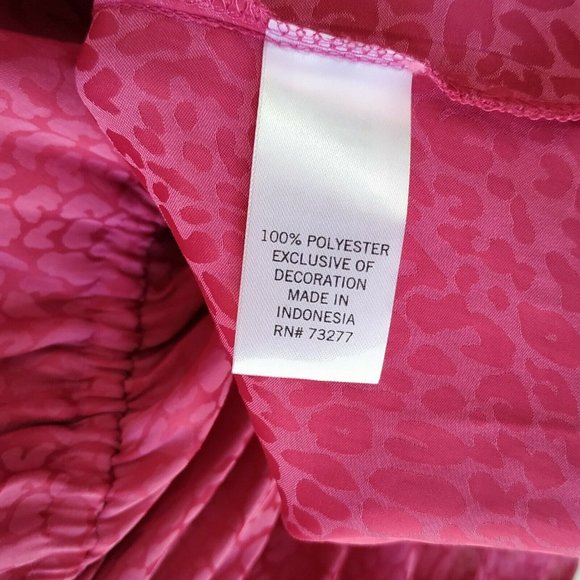 100% POLYESTER
EXCLUSIVE OF
DECORATION
MADE IN
INDONESIA
RN# 73277